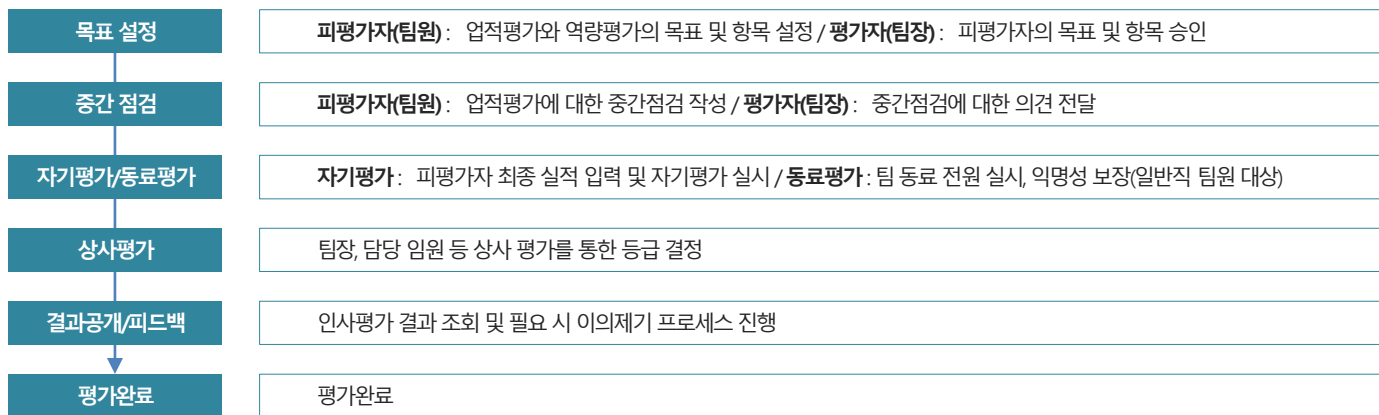 목표 설정
피평가자(팀원) : 업적평가와 역량평가의 목표 및 항목 설정 / 평가자(팀장) : 피평가자의 목표 및 항목 승인
중간 점검
피평가자(팀원) : 업적평가에 대한 중간점검 작성 / 평가자(팀장) : 중간점검에 대한 의견 전달
자기평가/동료평가
자기평가 : 피평가자 최종 실적 입력 및 자기평가 실시 / 동료평가 : 팀 동료 전원 실시, 익명성 보장(일반직 팀원 대상)
상사평가
팀장, 담당 임원 등 상사 평가를 통한 등급 결정
결과공개/피드백
인사평가 결과 조회 및 필요 시 이의제기 프로세스 진행
평가완료
평가완료